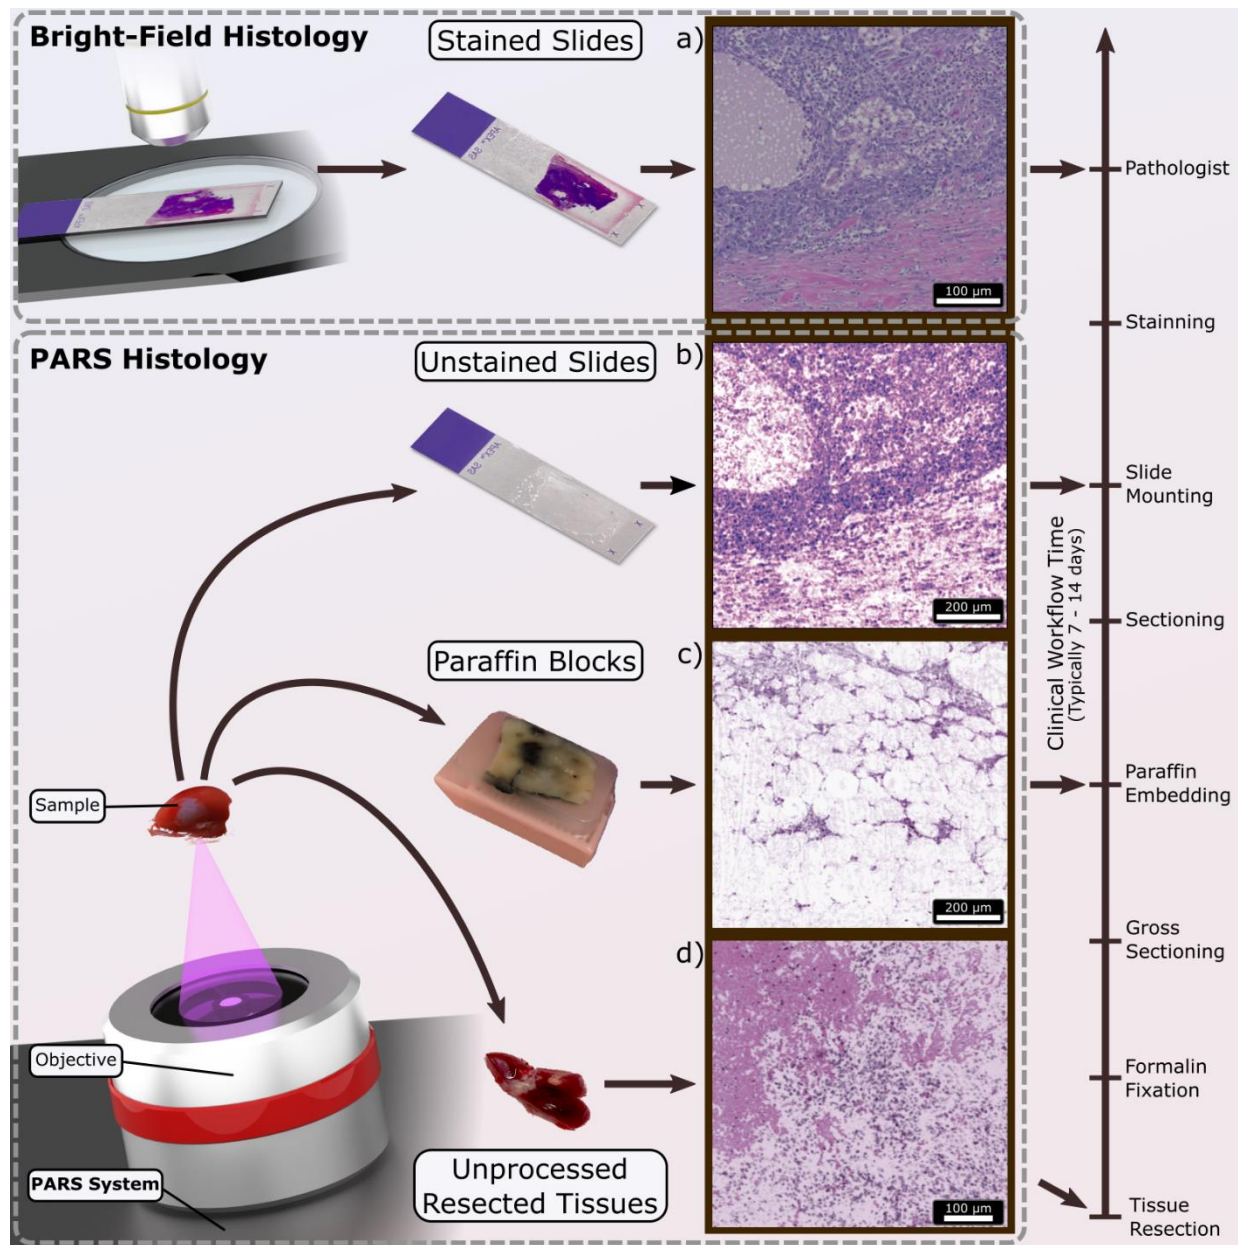 Bright-Field Histology
Stained Slides
a)
100 µm
Pathologist
Stainning
PARS Histology
Unstained Slides
b)
200 µm
Slide
Mounting
Sectioning
Clinical Workflow Time
(Typically 7 - 14 days)
Paraffin Blocks
c)
200 µm
Paraffin
Embedding
Sample
Gross
Sectioning
d)
100 µm
Objective
Formalin
Fixation
PARS System
Unprocessed
Resected Tissues
Tissue
Resection